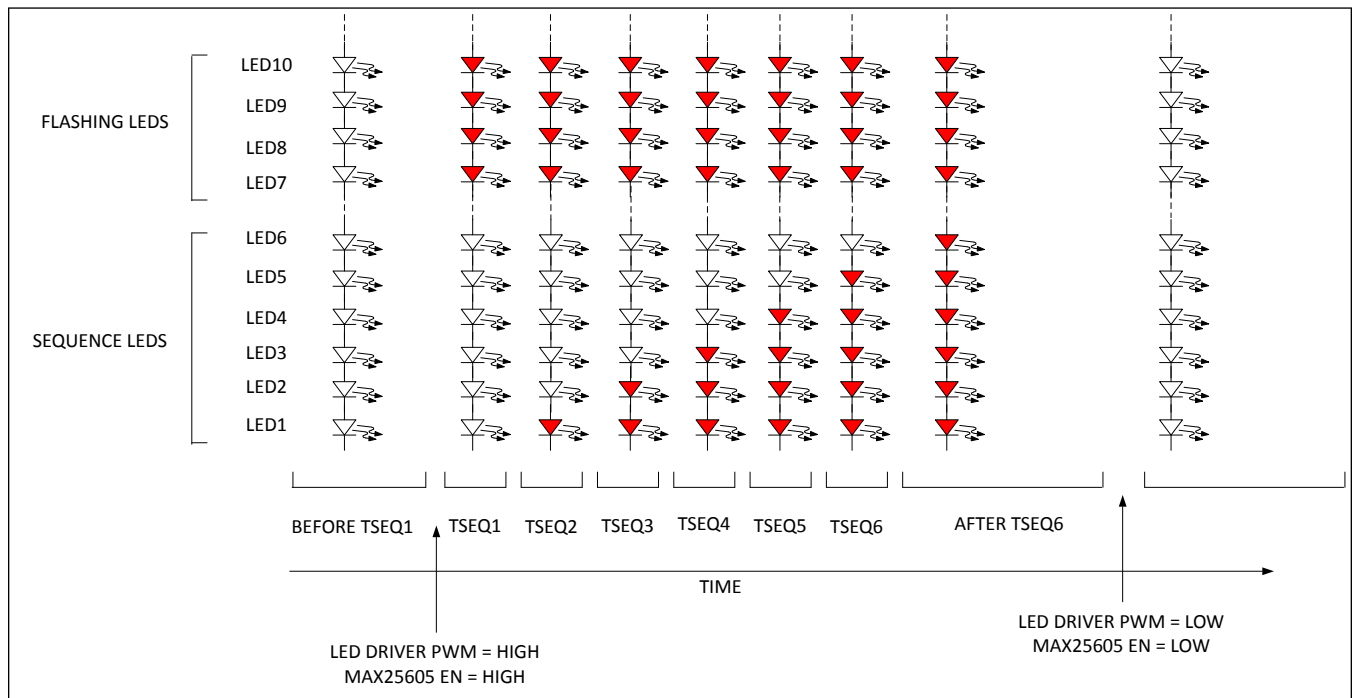 LED10
LED9
FLASHING LEDS
LED8
LED7
LED6
LED5
LED4
SEQUENCE LEDS
LED3
LED2
LED1
BEFORE TSEQ1 TSEQ1 TSEQ2 TSEQ3 TSEQ4 TSEQ5 TSEQ6 AFTER TSEQ6
TIME
LED DRIVER PWM = HIGH
MAX25605 EN = HIGH
LED DRIVER PWM = LOW
MAX25605 EN = LOW